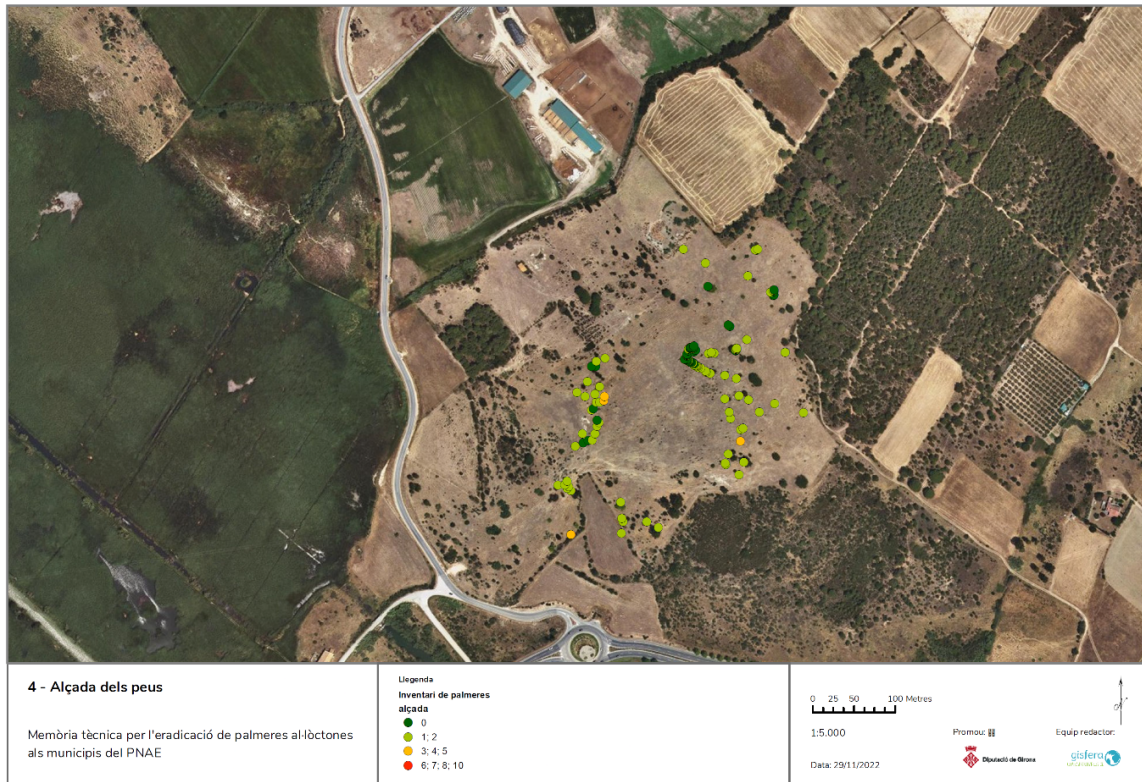 4 - Alçada dels peus
Memòria tècnica per l'eradicació de palmeres al·lòctones
als municipis del PNAE
Llegenda
Inventari de palmeres
alçada
0
1; 2
3; 4; 5
6; 7; 8; 10
0 25 50 100 Metres
1:5.000
Data: 29/11/2022
Promou:
Diputació de Girona
Equip redactor:
gisfera